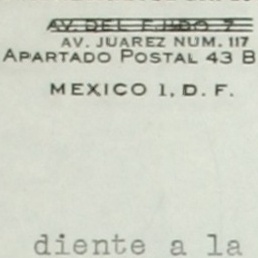 AV. DEL EJIDO 7
AV. JUAREZ NUM. 117
APARTADO POSTAL 43 B
MEXICO 1, D. F.
diente a la